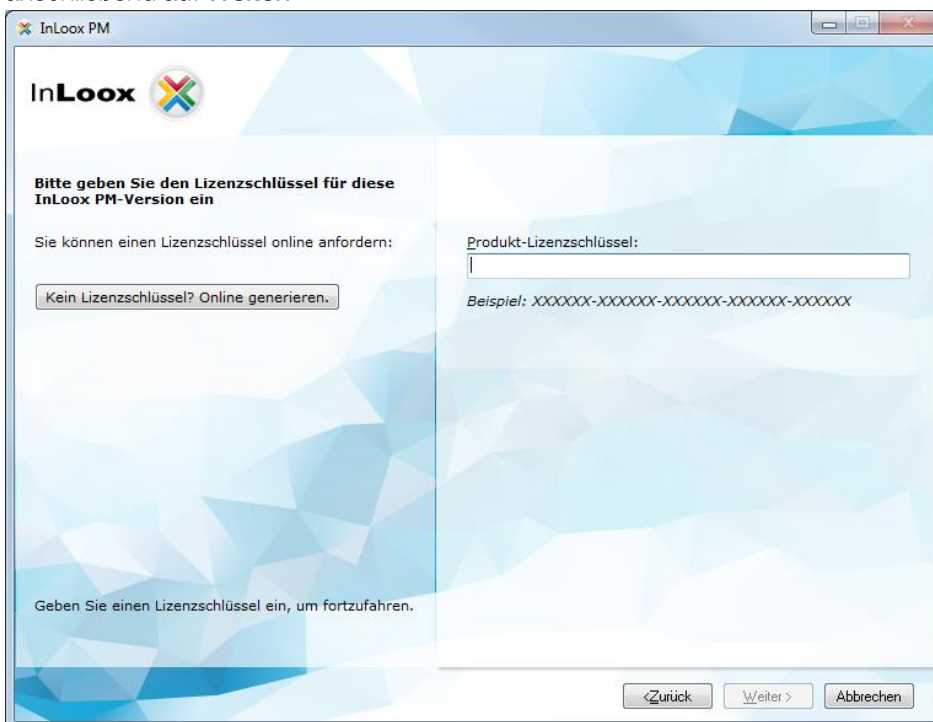 InLoox PM
InLoox
Bitte geben Sie den Lizenzschlüssel für diese
InLoox PM-Version ein
Sie können einen Lizenzschlüssel online anfordern:
Kein Lizenzschlüssel? Online generieren.
Produkt-Lizenzschlüssel:
Beispiel: XXXXXX-XXXXXX-XXXXXX-XXXXXX-XXXXXX
Geben Sie einen Lizenzschlüssel ein, um fortzufahren.
<Zurück
Weiter >
Abbrechen